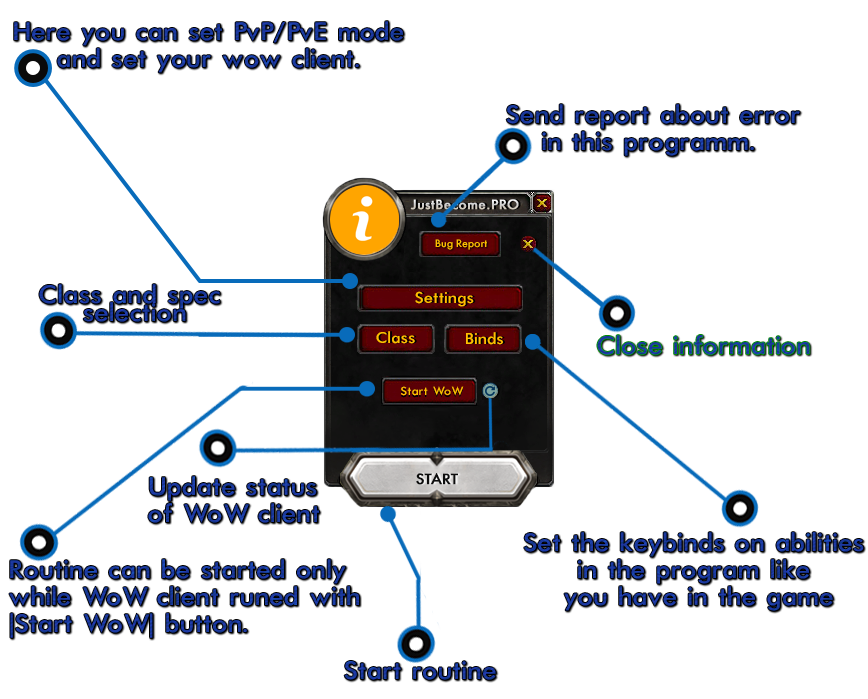 Here you can set PvP/PvE mode
and set your wow client.
Send report about error
in this programm.
i
JustBecome.PRO
Bug Report
Settings
Class and spec
selection
Class
Binds
Close information
Start WoW
START
Update status
of WoW client
Set the keybinds on abilities
in the program like
you have in the game
Routine can be started only
while WoW client runed with
|Start WoW| button.
Start routine